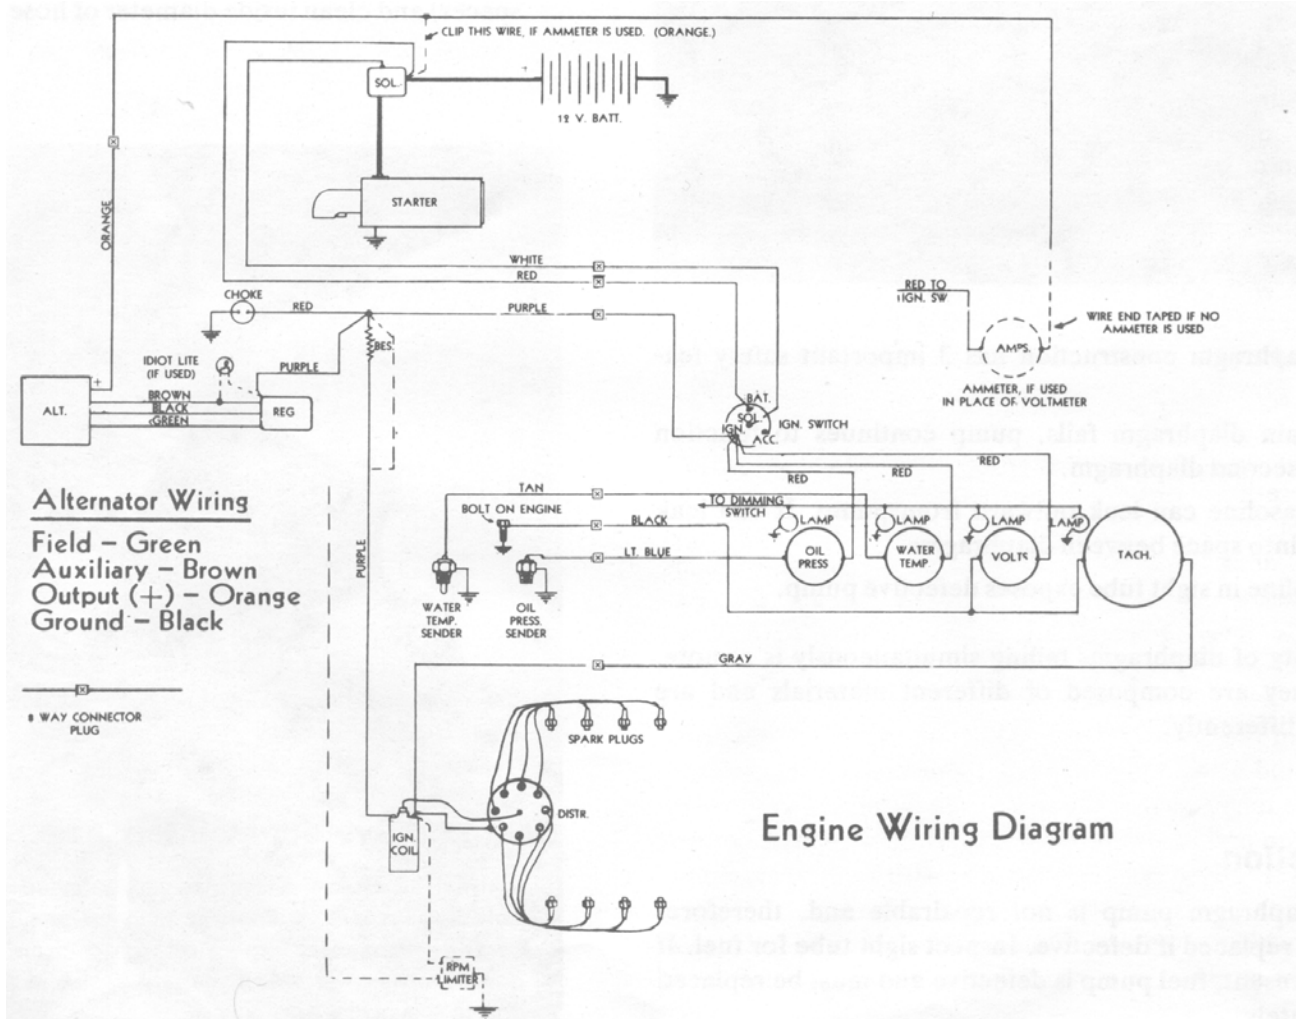 CLIP THIS WIRE, IF AMMETER IS USED. (ORANGE.)
SOL.
12 V. BATT.
STARTER
ORANGE
WHITE
RED
CHOKE
RED
PURPLE
RED TO
IGN. SW
WIRE END TAPED IF NO
AMMETER IS USED
RES.
AMPS.
IDIOT LITE
(IF USED)
PURPLE
AMMETER, IF USED
IN PLACE OF VOLTMETER
+
BROWN
BAT.
ALT.
BLACK
REG
SOL.
GREEN
IGN.
IGN. SWITCH
ACC.
RED
RED
RED
Alternator Wiring
Field – Green
Auxiliary – Brown
Output (+) – Orange
Ground – Black
TAN
BOLT ON ENGINE
TO DIMMING
SWITCH
BLACK
LAMP
LAMP
LAMP
LAMP
LT. BLUE
OIL
PRESS
WATER
TEMP.
VOLT
TACH.
PURPLE
WATER
TEMP.
SENDER
OIL
PRESS.
SENDER
GRAY
8 WAY CONNECTOR
PLUG
SPARK PLUGS
DISTR.
IGN.
COIL
Engine Wiring Diagram
RPM
LIMITER